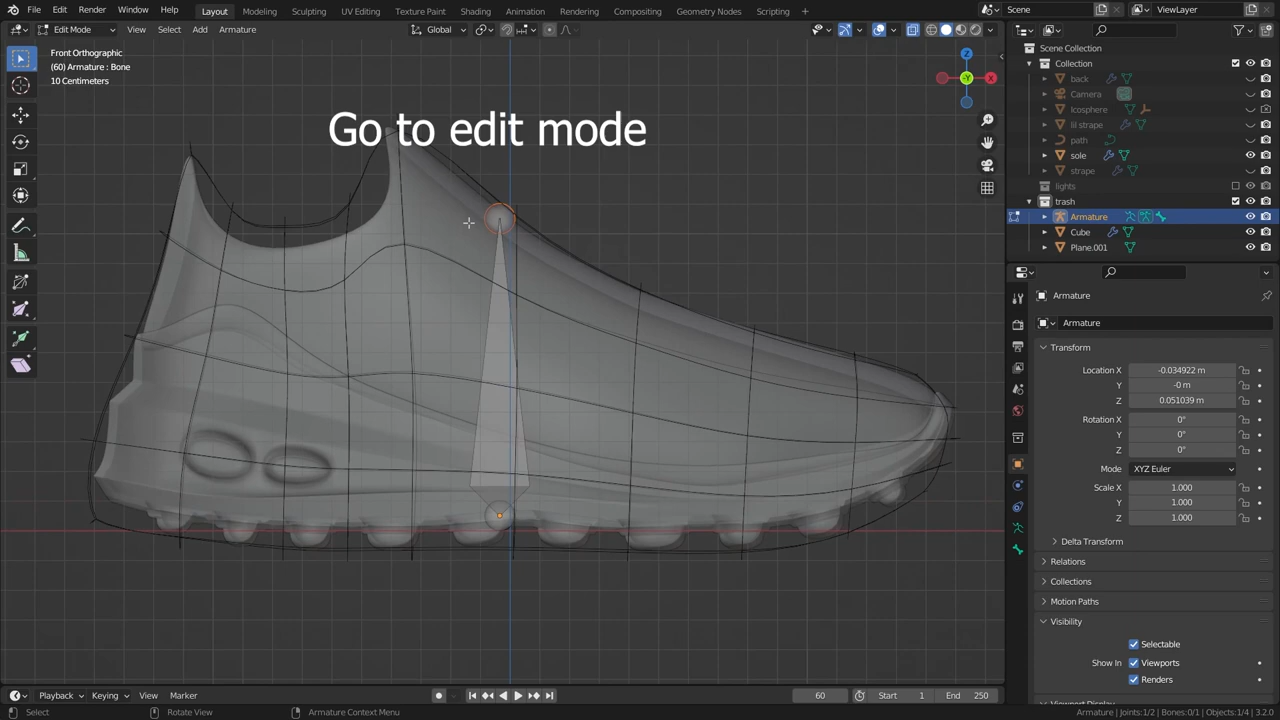 File Edit Render Window Help
Layout Modeling Sculpting UV Editing Texture Paint Shading Animation Rendering Compositing Geometry Nodes Scripting
Scene
ViewLayer
Edit Mode View Select Add Armature
Global
Front Orthographic
(60) Armature : Bone
10 Centimeters
Go to edit mode
Z
X
-Y
Scene Collection
Collection
back
Camera
Icosphere
lil strape
path
sole
strape
lights
trash
Armature
Cube
Plane.001
Armature
Armature
Transform
Location X -0.034922 m
Y -0 m
Z 0.051039 m
Rotation X 0°
Y 0°
Z 0°
Mode XYZ Euler
Scale X 1.000
Y 1.000
Z 1.000
Delta Transform
Relations
Collections
Motion Paths
Visibility
Selectable
Show In Viewports
Renders
Playback Keying View Marker
60 Start 1 End 250
Select Rotate View Armature Context Menu
Armature | Joints:1/2 | Bones:0/1 | Objects:1/4 | 3.2.0